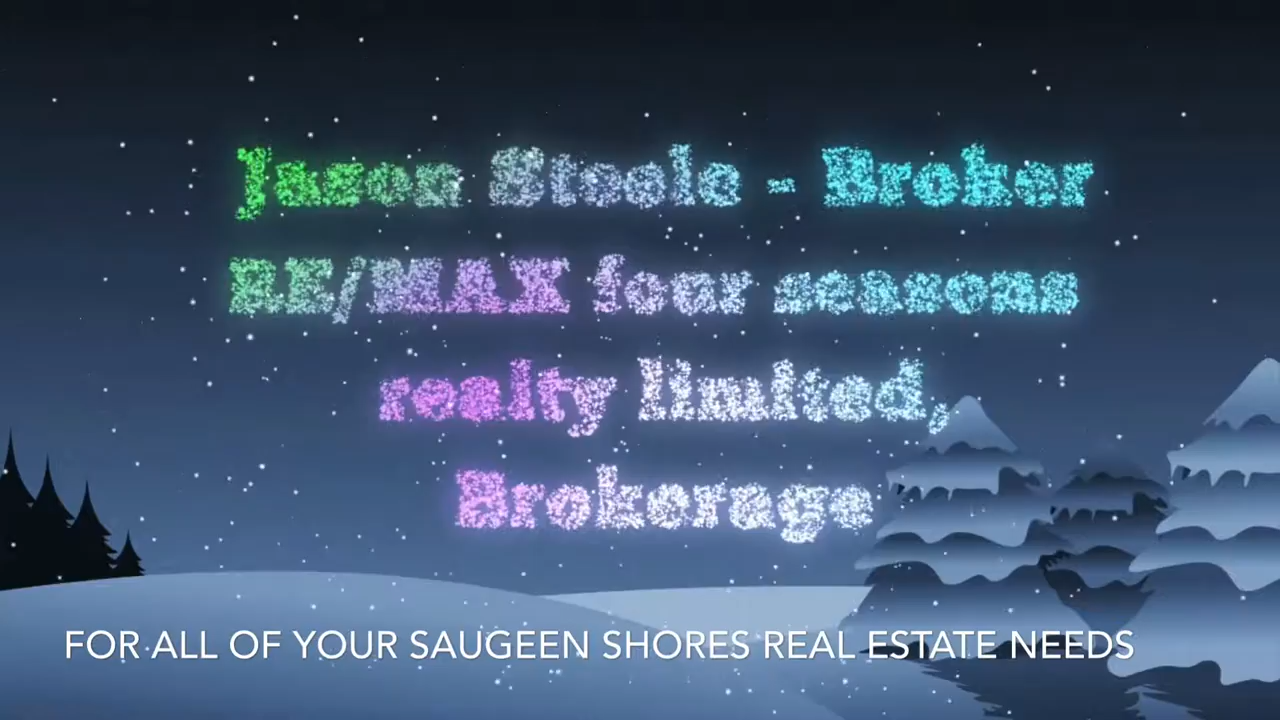 Jason Steele - Broker
RE/MAX four seasons
realty limited,
Brokerage
FOR ALL OF YOUR SAUGEEN SHORES REAL ESTATE NEEDS